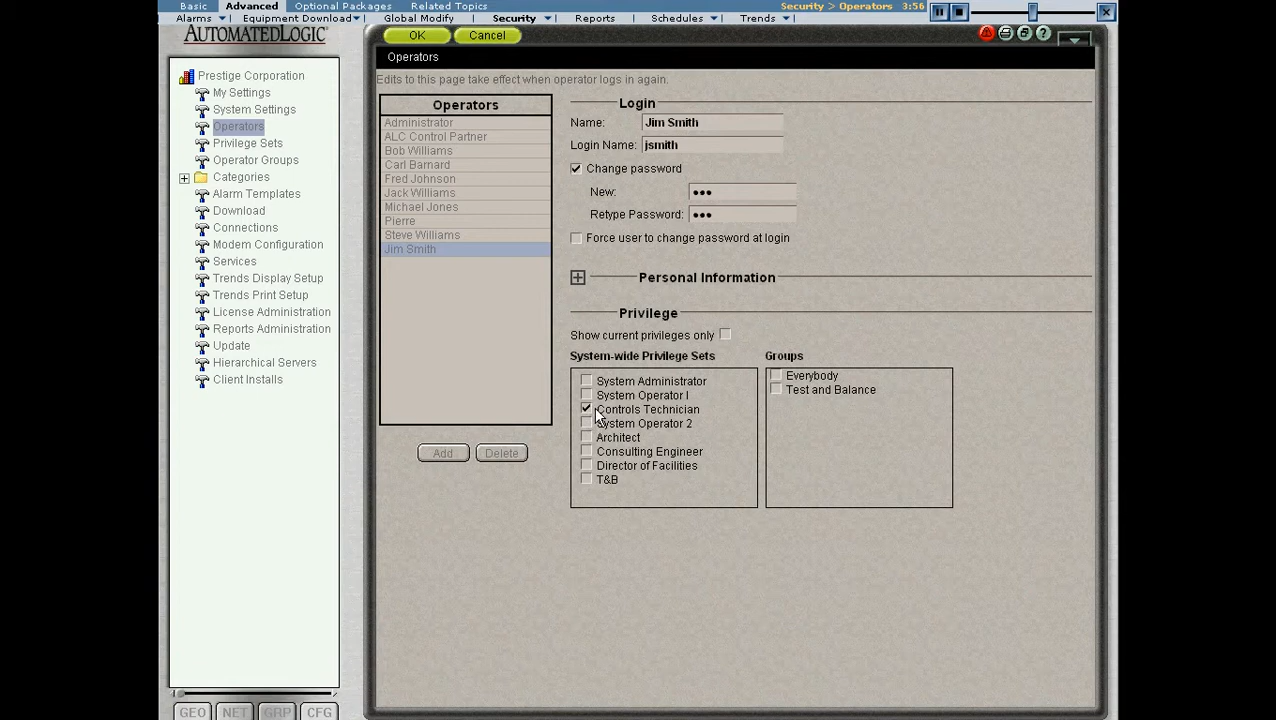 Basic Advanced Optional Packages Related Topics Security > Operators 3:56
Alarms Equipment Download Global Modify Security Reports Schedules Trends
AUTOMATEDLOGIC
OK Cancel
Operators
Edits to this page take effect when operator logs in again.
Prestige Corporation
My Settings
System Settings
Operators
Privilege Sets
Operator Groups
Categories
Alarm Templates
Download
Connections
Modem Configuration
Services
Trends Display Setup
Trends Print Setup
License Administration
Reports Administration
Update
Hierarchical Servers
Client Installs
GEO NET GRP CFG
Operators
Administrator
ALC Control Partner
Bob Williams
Carl Barnard
Fred Johnson
Jack Williams
Michael Jones
Pierre
Steve Williams
Jim Smith
Add Delete
Login
Name: Jim Smith
Login Name: jsmith
Change password
New: •••
Retype Password: •••
Force user to change password at login
Personal Information
Privilege
Show current privileges only
System-wide Privilege Sets
System Administrator
System Operator I
Controls Technician
System Operator 2
Architect
Consulting Engineer
Director of Facilities
T&B
Groups
Everybody
Test and Balance